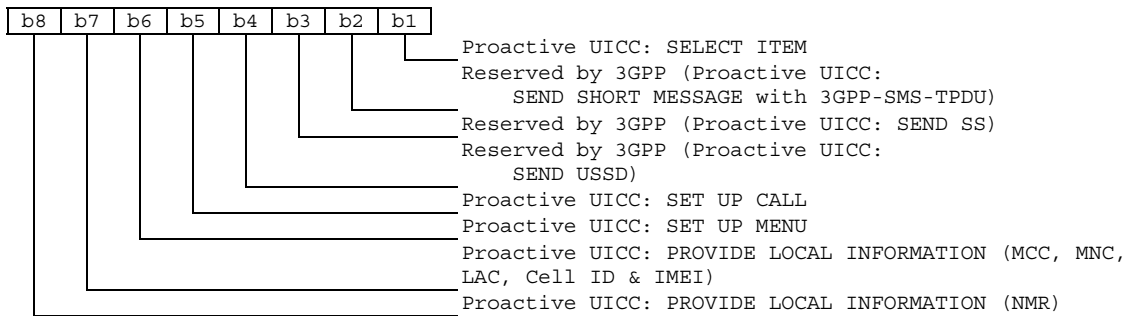 b8 b7 b6 b5 b4 b3 b2 b1
Proactive UICC: SELECT ITEM
Reserved by 3GPP (Proactive UICC:
SEND SHORT MESSAGE with 3GPP-SMS-TPDU)
Reserved by 3GPP (Proactive UICC: SEND SS)
Reserved by 3GPP (Proactive UICC:
SEND USSD)
Proactive UICC: SET UP CALL
Proactive UICC: SET UP MENU
Proactive UICC: PROVIDE LOCAL INFORMATION (MCC, MNC,
LAC, Cell ID & IMEI)
Proactive UICC: PROVIDE LOCAL INFORMATION (NMR)